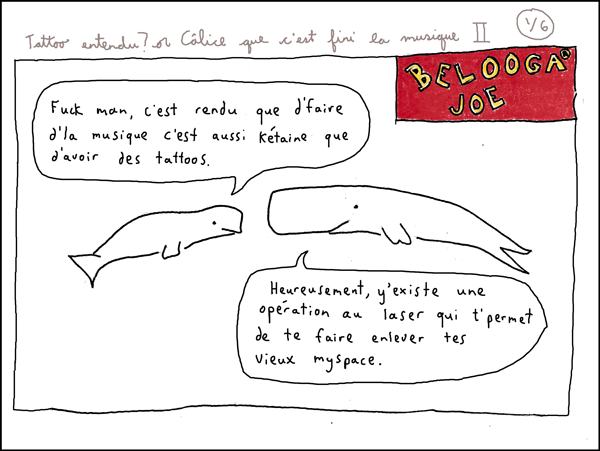 Tattoo entendu? or Câlice que c'est fini la musique II
1/6
BELOOGA
JOE
Fuck man, c'est rendu que d'faire
d'la musique c'est aussi kétaine que
d'avoir des tattoos.
Heureusement, y'existe une
opération au laser qui t'permet
de te faire enlever tes
vieux myspace.